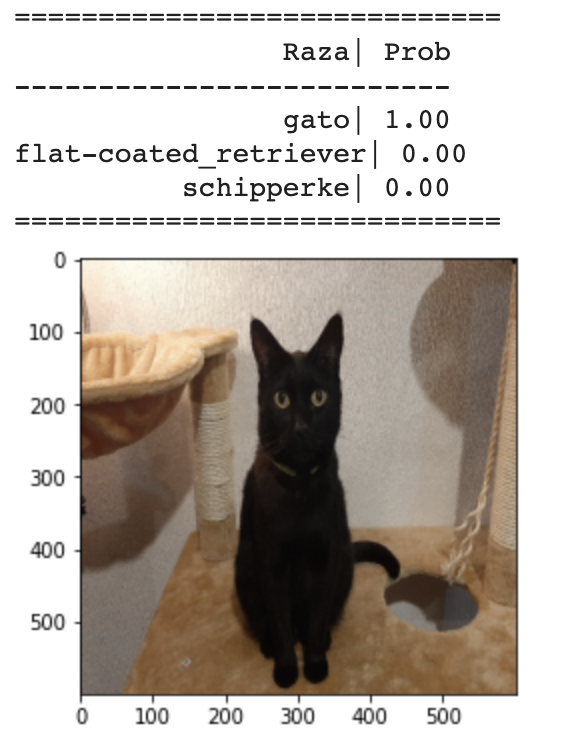 =============================
Raza| Prob
--------------------------
gato| 1.00
flat-coated_retriever| 0.00
schipperke| 0.00
=============================
0
100
200
300
400
500
0 100 200 300 400 500